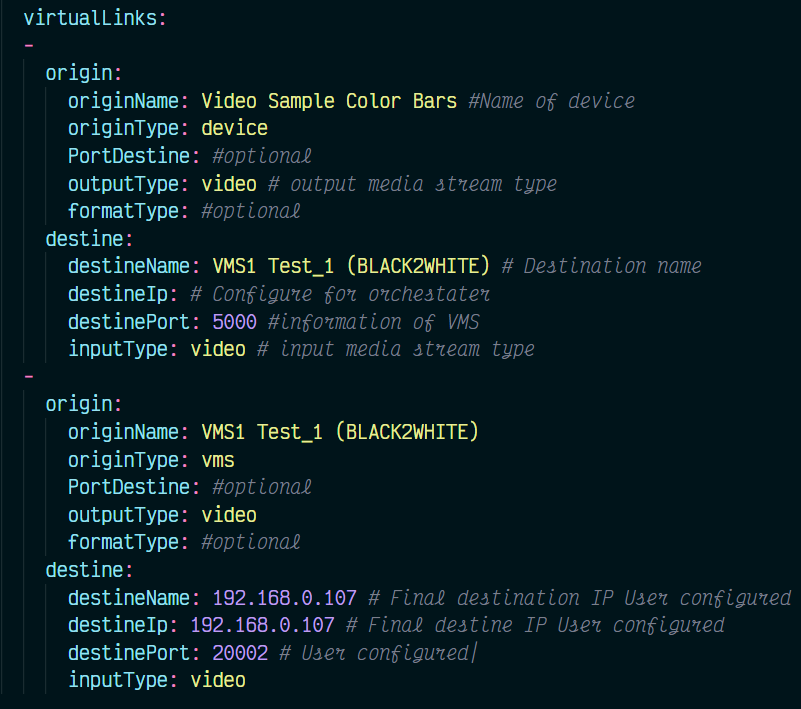 virtualLinks:
-
origin:
originName: Video Sample Color Bars #Name of device
originType: device
PortDestine: #optional
outputType: video # output media stream type
formatType: #optional
destine:
destineName: VMS1 Test_1 (BLACK2WHITE) # Destination name
destineIp: # Configure for orchestater
destinePort: 5000 #information of VMS
inputType: video # input media stream type
-
origin:
originName: VMS1 Test_1 (BLACK2WHITE)
originType: vms
PortDestine: #optional
outputType: video
formatType: #optional
destine:
destineName: 192.168.0.107 # Final destination IP User configured
destineIp: 192.168.0.107 # Final destine IP User configured
destinePort: 20002 # User configured
inputType: video